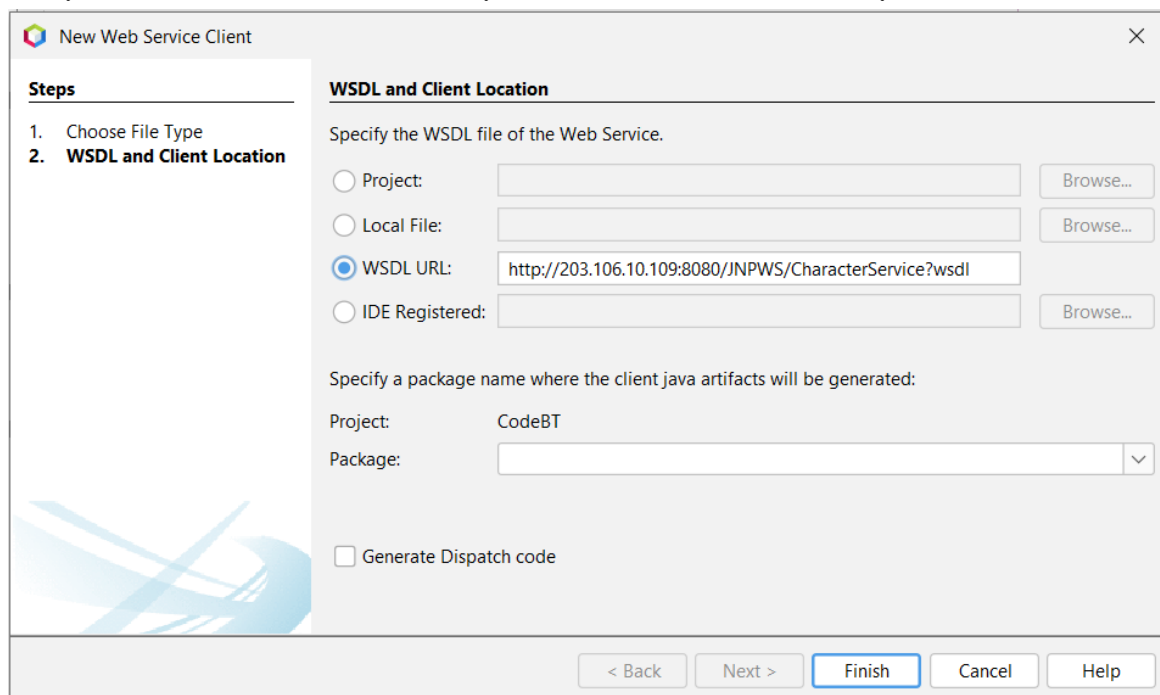 New Web Service Client
Steps
1. Choose File Type
2. WSDL and Client Location
WSDL and Client Location
Specify the WSDL file of the Web Service.
Project:
Browse...
Local File:
Browse...
WSDL URL:
http://203.106.10.109:8080/JNPWS/CharacterService?wsdl
IDE Registered:
Browse...
Specify a package name where the client java artifacts will be generated:
Project: CodeBT
Package:
Generate Dispatch code
< Back Next > Finish Cancel Help